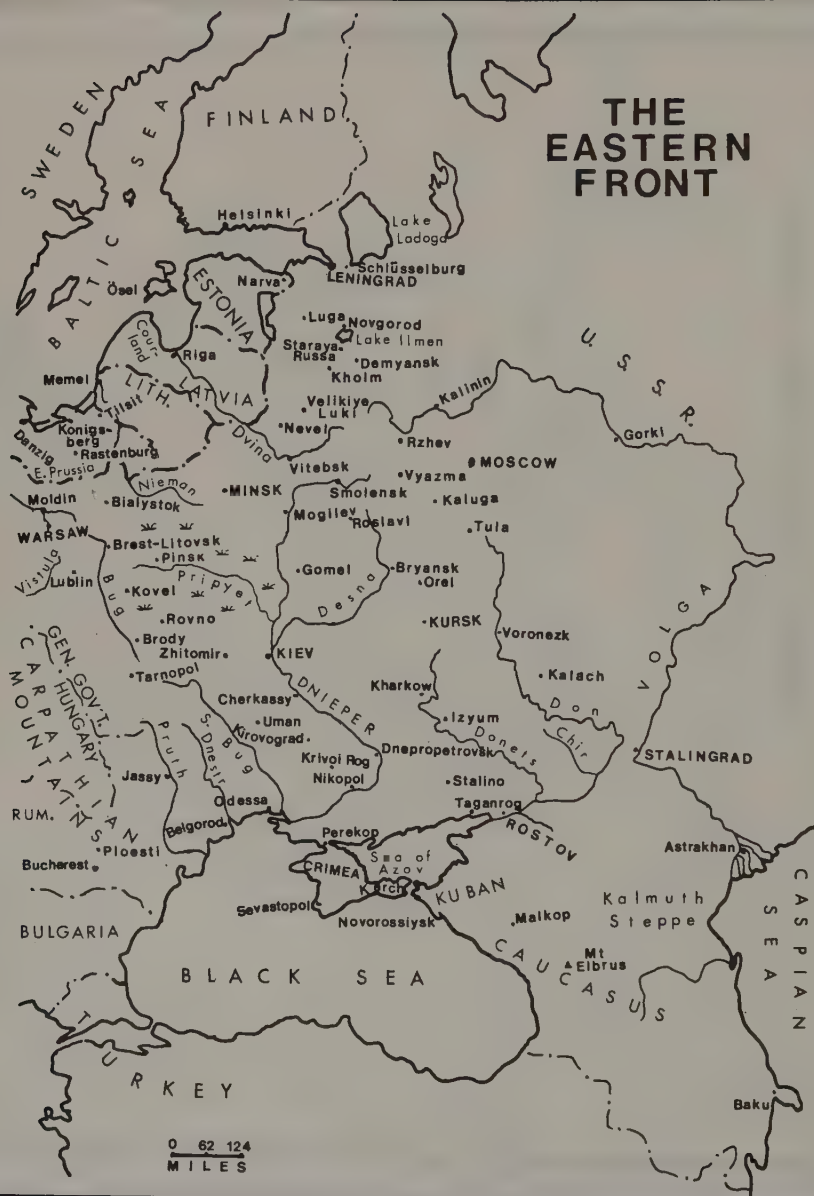 THE
EASTERN
FRONT
SWEDEN
BALTIC SEA
FINLAND
Helsinki
Lake
Ladoga
Schlüsselburg
LENINGRAD
Ösel
Narva
ESTONIA
Luga
Novgorod
Lake Ilmen
Staraya
Russa
Demyansk
Kholm
Cour-
land
Riga
U. S. S. R.
Memel
LITH.
LATVIA
Tilsit
Velikiye
Luki
Kalinin
Nevel
Gorki
Konigs-
berg
Danzig
Rastenburg
E. Prussia
Dvina
Rzhev
MOSCOW
Vitebsk
Vyazma
Nieman
MINSK
Smolensk
Kaluga
Moldin
Bialystok
Mogilev
Roslavl
Tula
WARSAW
Brest-Litovsk
Pinsk
Vistula
Lublin
Bug
Pripyet
Gomel
Desna
Bryansk
Orel
Kovel
Rovno
KURSK
Voronezk
VOLGA
Brody
Zhitomir
KIEV
Tarnopol
Kalach
GEN. GOV'T.
HUNGARY
CARPATHIAN
MOUNTAINS
Cherkassy
DNIEPER
Kharkow
Don
Uman
Kirovograd
Izyum
Donets
Chir
Pruth
Dnestr
S. Bug
Dnepropetrovsk
STALINGRAD
Krivoi Rog
Nikopol
Jassy
Stalino
Odessa
Taganrog
RUM.
Belgorod
ROSTOV
Perekop
Ploesti
Bucharest
CRIMEA
Sea of
Azov
Kerch
KUBAN
Astrakhan
Sevastopol
Novorossiysk
Maikop
Kalmuth
Steppe
CASPIAN
SEA
BULGARIA
CAUCASUS
Mt
Elbrus
BLACK SEA
TURKEY
Baku
0 62 124
MILES